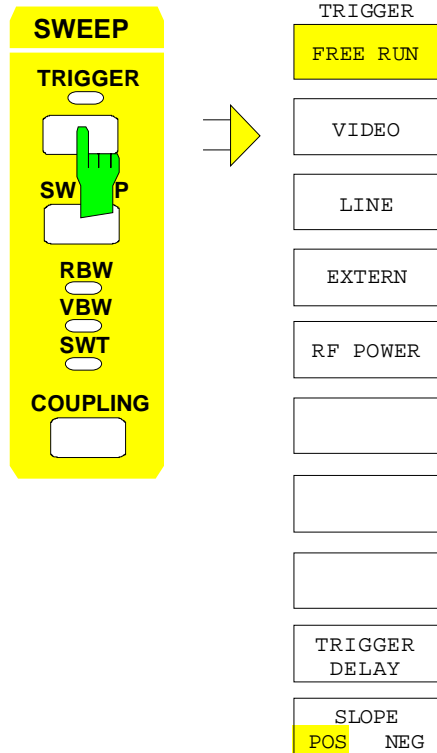 SWEEP
TRIGGER
SW P
RBW
VBW
SWT
COUPLING
TRIGGER
FREE RUN
VIDEO
LINE
EXTERN
RF POWER
TRIGGER
DELAY
SLOPE
POS NEG